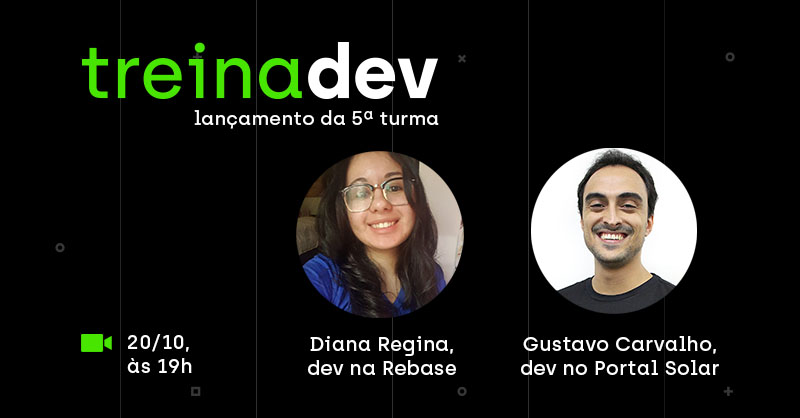 treinadev
lançamento da 5ª turma
20/10,
às 19h
Diana Regina,
dev na Rebase
Gustavo Carvalho,
dev no Portal Solar